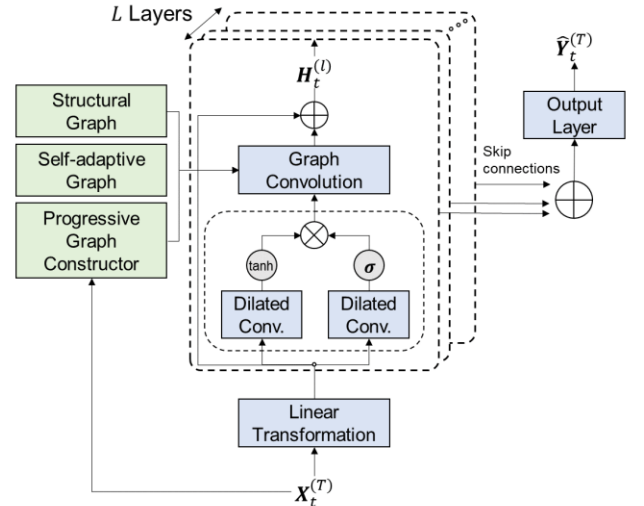 L Layers
H_t^{(l)}
Ŷ_t^{(T)}
Structural
Graph
Output
Layer
Self-adaptive
Graph
Graph
Convolution
Skip
connections
Progressive
Graph
Constructor
tanh
σ
Dilated
Conv.
Dilated
Conv.
Linear
Transformation
X_t^{(T)}